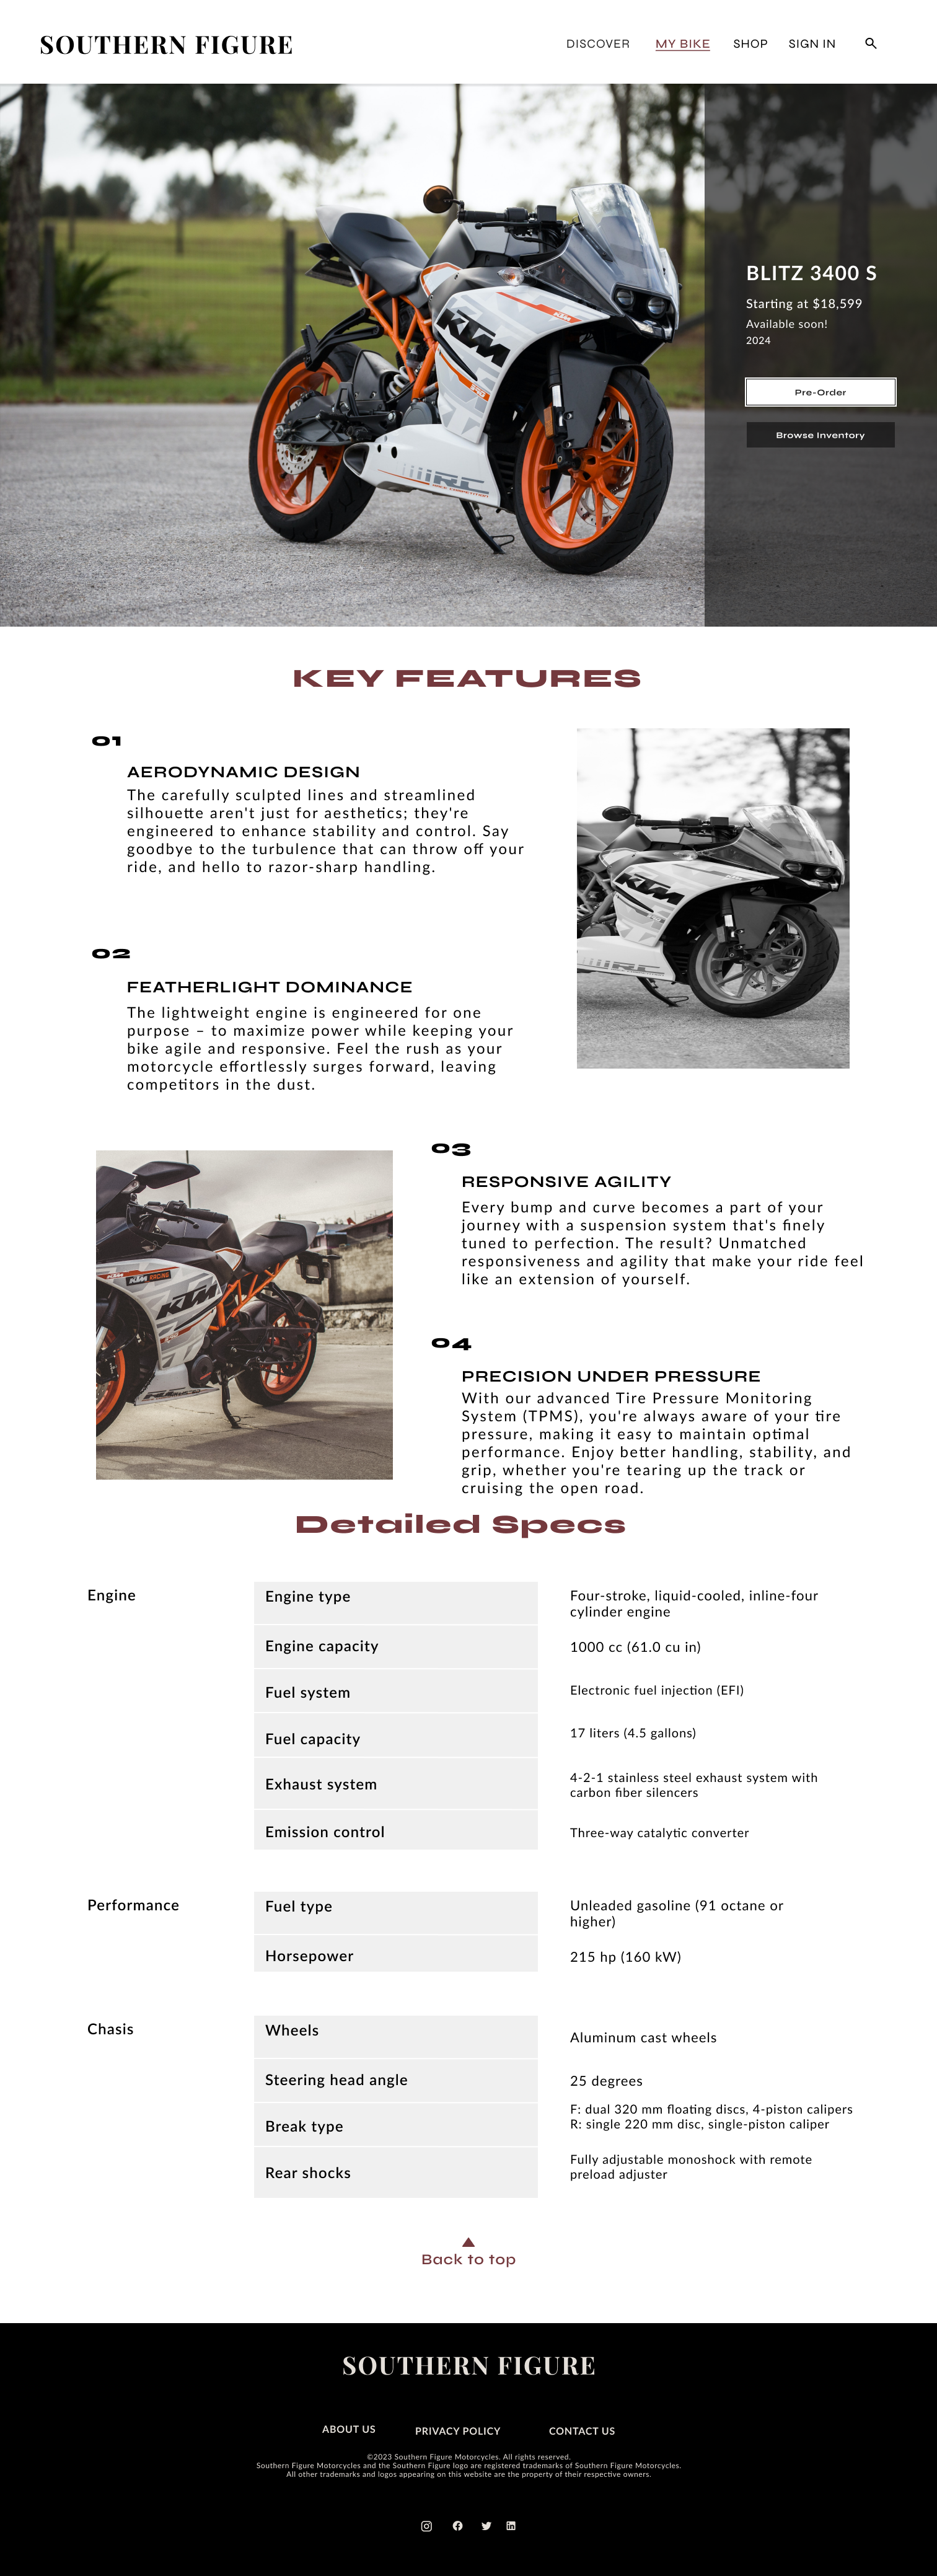 SOUTHERN FIGURE
DISCOVER
MY BIKE
SHOP
SIGN IN
KTM
KTM
390
RC
RACE COMPETITION
BLITZ 3400 S
Starting at $18,599
Available soon!
2024
Pre-Order
Browse Inventory
KEY FEATURES
01
AERODYNAMIC DESIGN
The carefully sculpted lines and streamlined
silhouette aren't just for aesthetics; they're
engineered to enhance stability and control. Say
goodbye to the turbulence that can throw off your
ride, and hello to razor-sharp handling.
KTM
RC
02
FEATHERLIGHT DOMINANCE
The lightweight engine is engineered for one
purpose – to maximize power while keeping your
bike agile and responsive. Feel the rush as your
motorcycle effortlessly surges forward, leaving
competitors in the dust.
KTM
KTM RACING
KTM
03
RESPONSIVE AGILITY
Every bump and curve becomes a part of your
journey with a suspension system that's finely
tuned to perfection. The result? Unmatched
responsiveness and agility that make your ride feel
like an extension of yourself.
04
PRECISION UNDER PRESSURE
With our advanced Tire Pressure Monitoring
System (TPMS), you're always aware of your tire
pressure, making it easy to maintain optimal
performance. Enjoy better handling, stability, and
grip, whether you're tearing up the track or
cruising the open road.
Detailed Specs
Engine
Engine type
Four-stroke, liquid-cooled, inline-four
cylinder engine
Engine capacity
1000 cc (61.0 cu in)
Fuel system
Electronic fuel injection (EFI)
Fuel capacity
17 liters (4.5 gallons)
Exhaust system
4-2-1 stainless steel exhaust system with
carbon fiber silencers
Emission control
Three-way catalytic converter
Performance
Fuel type
Unleaded gasoline (91 octane or
higher)
Horsepower
215 hp (160 kW)
Chasis
Wheels
Aluminum cast wheels
Steering head angle
25 degrees
Break type
F: dual 320 mm floating discs, 4-piston calipers
R: single 220 mm disc, single-piston caliper
Rear shocks
Fully adjustable monoshock with remote
preload adjuster
Back to top
SOUTHERN FIGURE
ABOUT US
PRIVACY POLICY
CONTACT US
©2023 Southern Figure Motorcycles. All rights reserved.
Southern Figure Motorcycles and the Southern Figure logo are registered trademarks of Southern Figure Motorcycles.
All other trademarks and logos appearing on this website are the property of their respective owners.